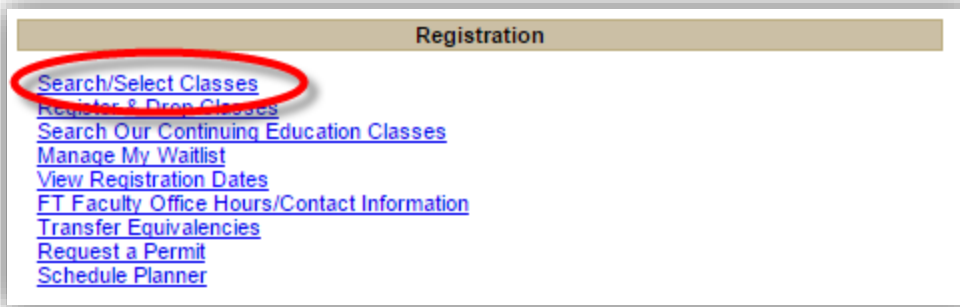 Registration
Search/Select Classes
Register & Drop Classes
Search Our Continuing Education Classes
Manage My Waitlist
View Registration Dates
FT Faculty Office Hours/Contact Information
Transfer Equivalencies
Request a Permit
Schedule Planner